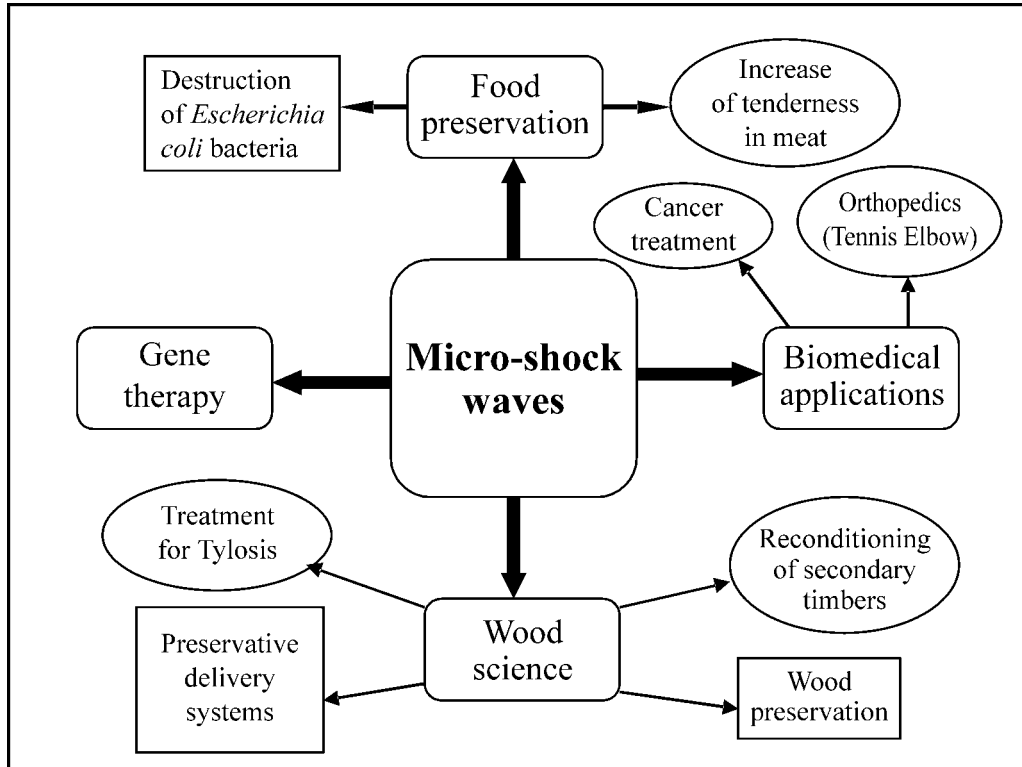 Destruction
of Escherichia
coli bacteria
Food
preservation
Increase
of tenderness
in meat
Cancer
treatment
Orthopedics
(Tennis Elbow)
Gene
therapy
Micro-shock
waves
Biomedical
applications
Treatment
for Tylosis
Reconditioning
of secondary
timbers
Preservative
delivery
systems
Wood
science
Wood
preservation